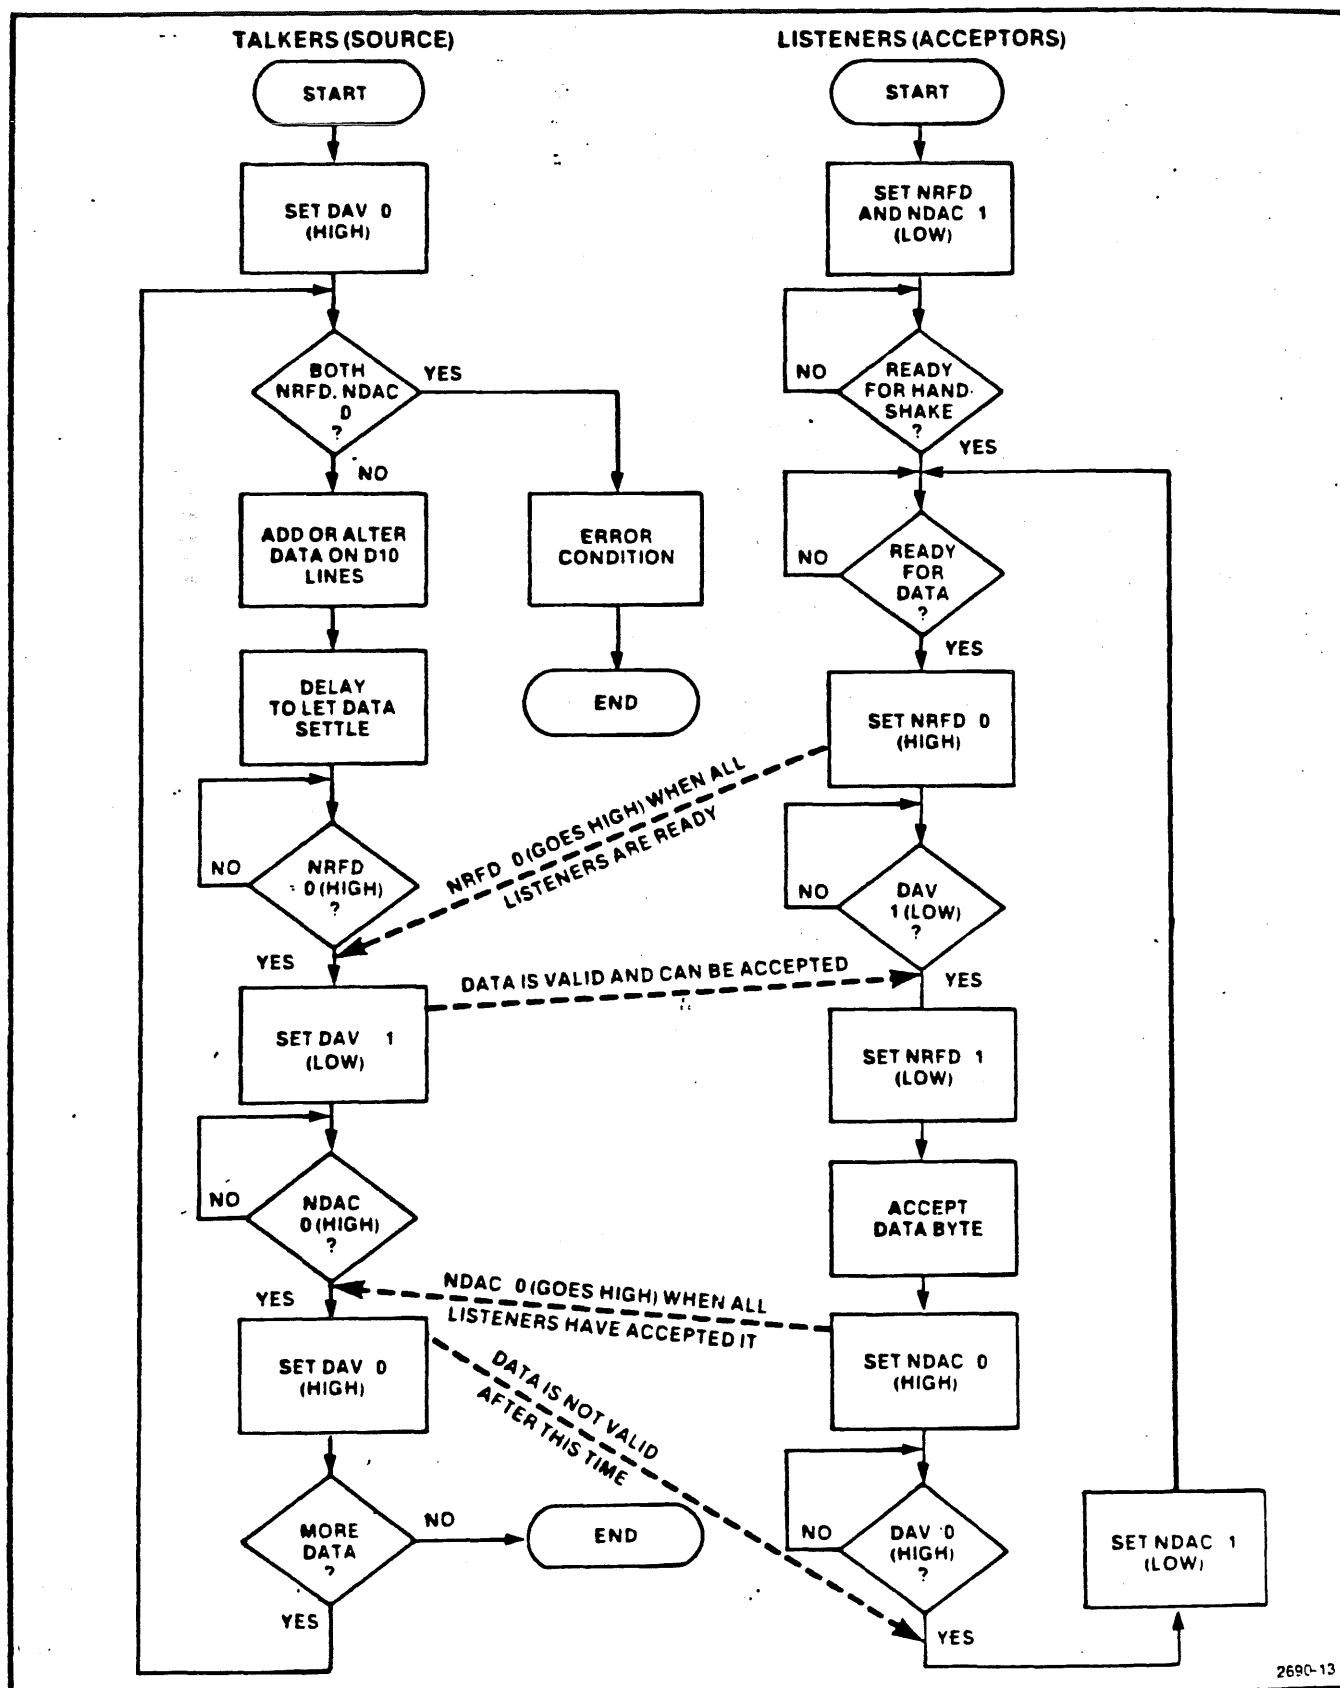 TALKERS (SOURCE)
START
SET DAV 0
(HIGH)
BOTH
NRFD. NDAC
0
?
YES
NO
ADD OR ALTER
DATA ON D10
LINES
ERROR
CONDITION
END
DELAY
TO LET DATA
SETTLE
NRFD
0 (HIGH)
?
NO
YES
SET DAV 1
(LOW)
NDAC
0 (HIGH)
?
NO
YES
SET DAV 0
(HIGH)
MORE
DATA
?
NO
END
YES
NRFD 0 (GOES HIGH) WHEN ALL
LISTENERS ARE READY
DATA IS VALID AND CAN BE ACCEPTED
NDAC 0 (GOES HIGH) WHEN ALL
LISTENERS HAVE ACCEPTED IT
DATA IS NOT VALID
AFTER THIS TIME
LISTENERS (ACCEPTORS)
START
SET NRFD
AND NDAC 1
(LOW)
READY
FOR HAND-
SHAKE
?
NO
YES
READY
FOR
DATA
?
NO
YES
SET NRFD 0
(HIGH)
DAV
1 (LOW)
?
NO
YES
SET NRFD 1
(LOW)
ACCEPT
DATA BYTE
SET NDAC 0
(HIGH)
DAV 0
(HIGH)
?
NO
YES
SET NDAC 1
(LOW)
2690-13